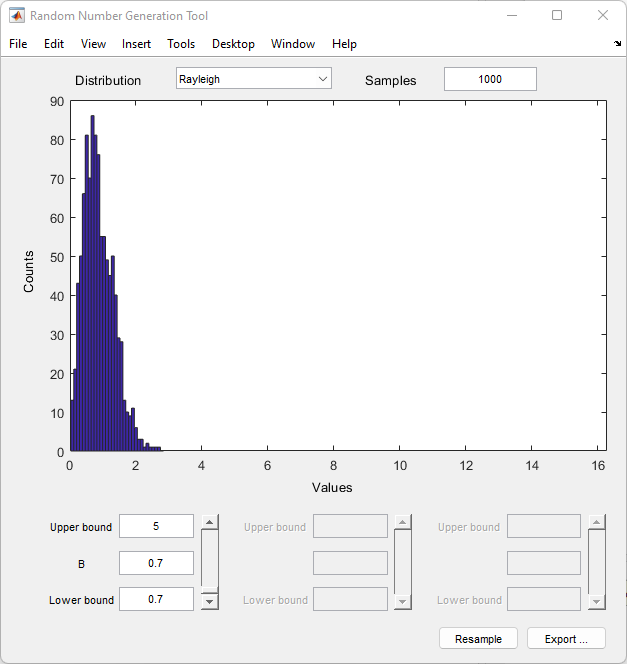 Random Number Generation Tool
File Edit View Insert Tools Desktop Window Help
Distribution Rayleigh Samples 1000
90
80
70
60
50
40
30
20
10
0
Counts
0 2 4 6 8 10 12 14 16
Values
Upper bound 5 Upper bound Upper bound
B 0.7
Lower bound 0.7 Lower bound Lower bound
Resample Export ...